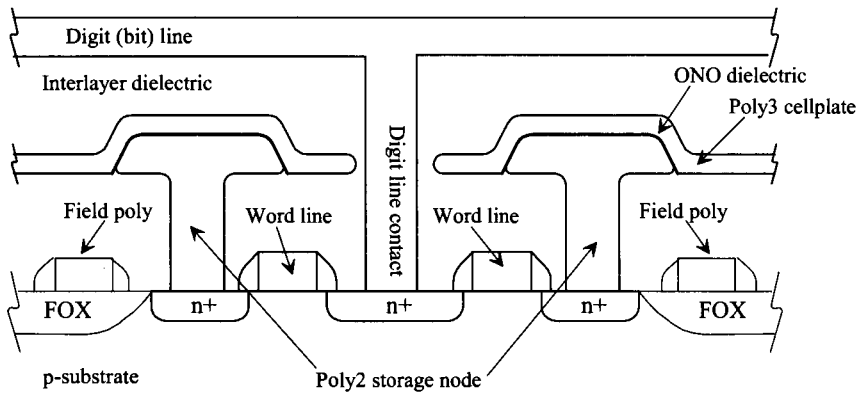 Digit (bit) line
Interlayer dielectric
ONO dielectric
Poly3 cellplate
Digit line contact
Field poly
Word line
Word line
Field poly
FOX
n+
n+
n+
FOX
p-substrate
Poly2 storage node